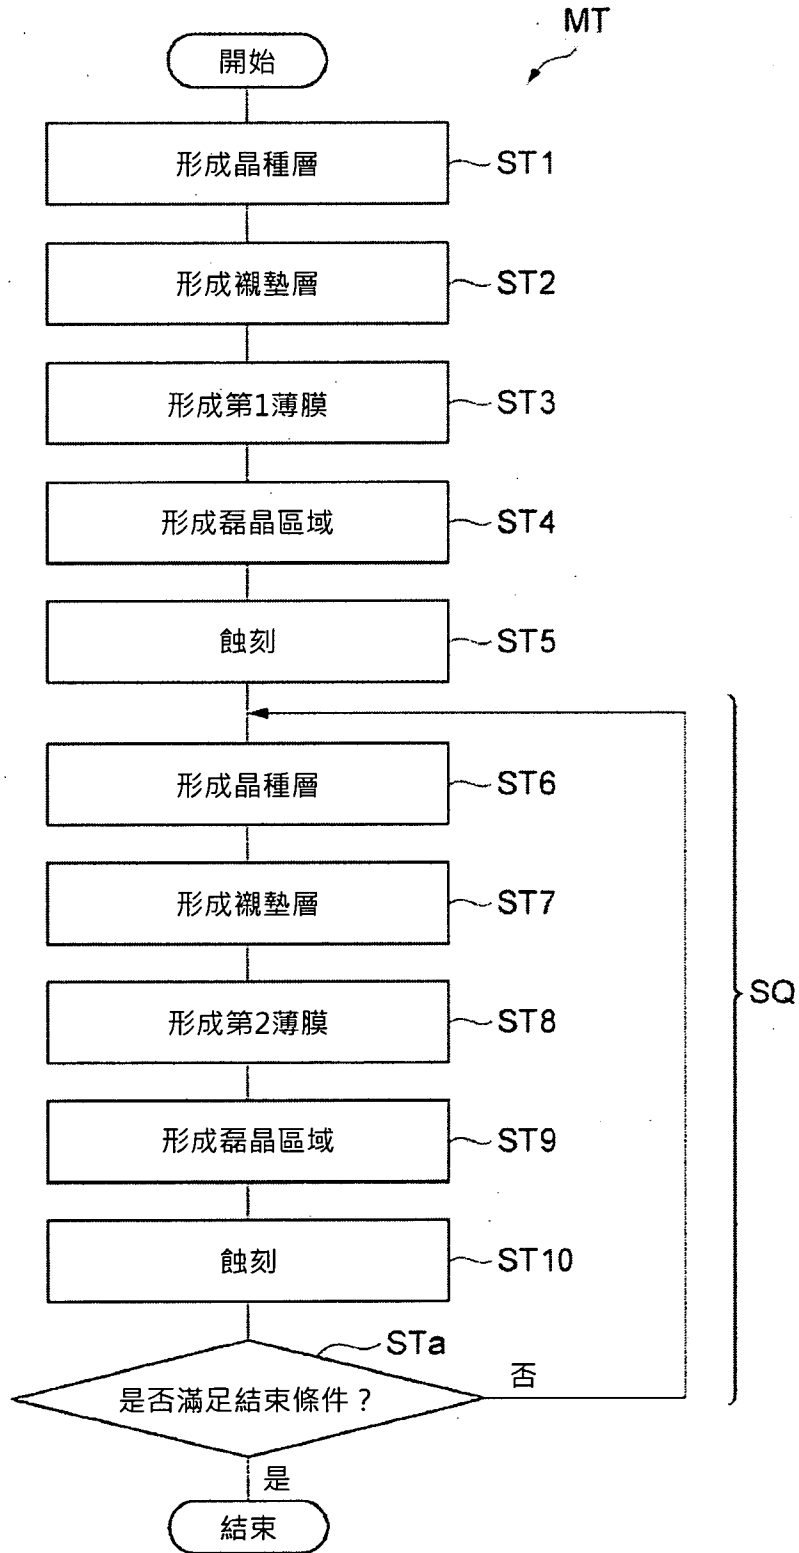 MT
開始
形成晶種層
ST1
形成襯墊層
ST2
形成第1薄膜
ST3
形成磊晶區域
ST4
蝕刻
ST5
形成晶種層
ST6
形成襯墊層
ST7
形成第2薄膜
ST8
SQ
形成磊晶區域
ST9
蝕刻
ST10
STa
是否滿足結束條件？
否
是
結束